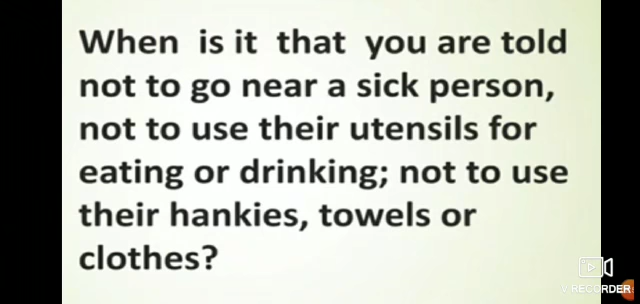 When is it that you are told
not to go near a sick person,
not to use their utensils for
eating or drinking; not to use
their hankies, towels or
clothes?
V RECORDER